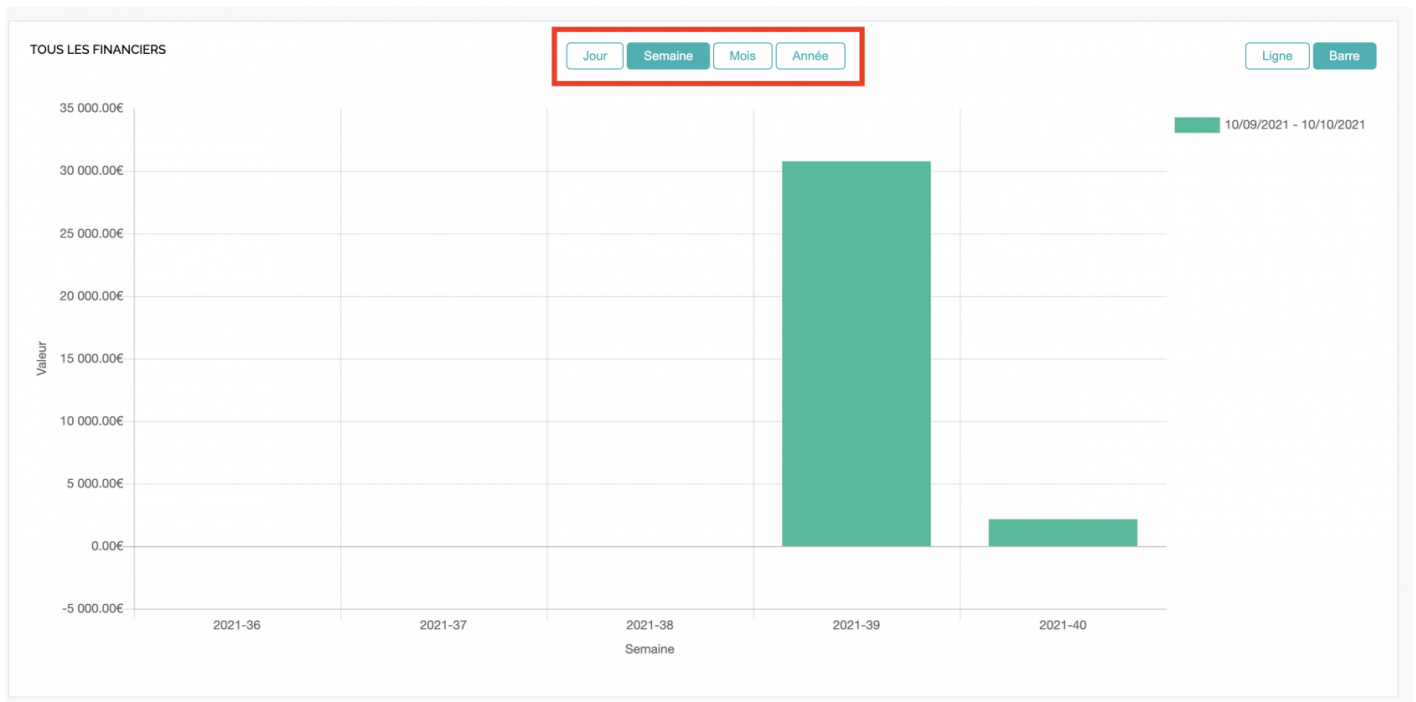 TOUS LES FINANCIERS
Jour Semaine Mois Année
Ligne Barre
10/09/2021 - 10/10/2021
Valeur
35 000.00€
30 000.00€
25 000.00€
20 000.00€
15 000.00€
10 000.00€
5 000.00€
0.00€
-5 000.00€
2021-36 2021-37 2021-38 2021-39 2021-40
Semaine